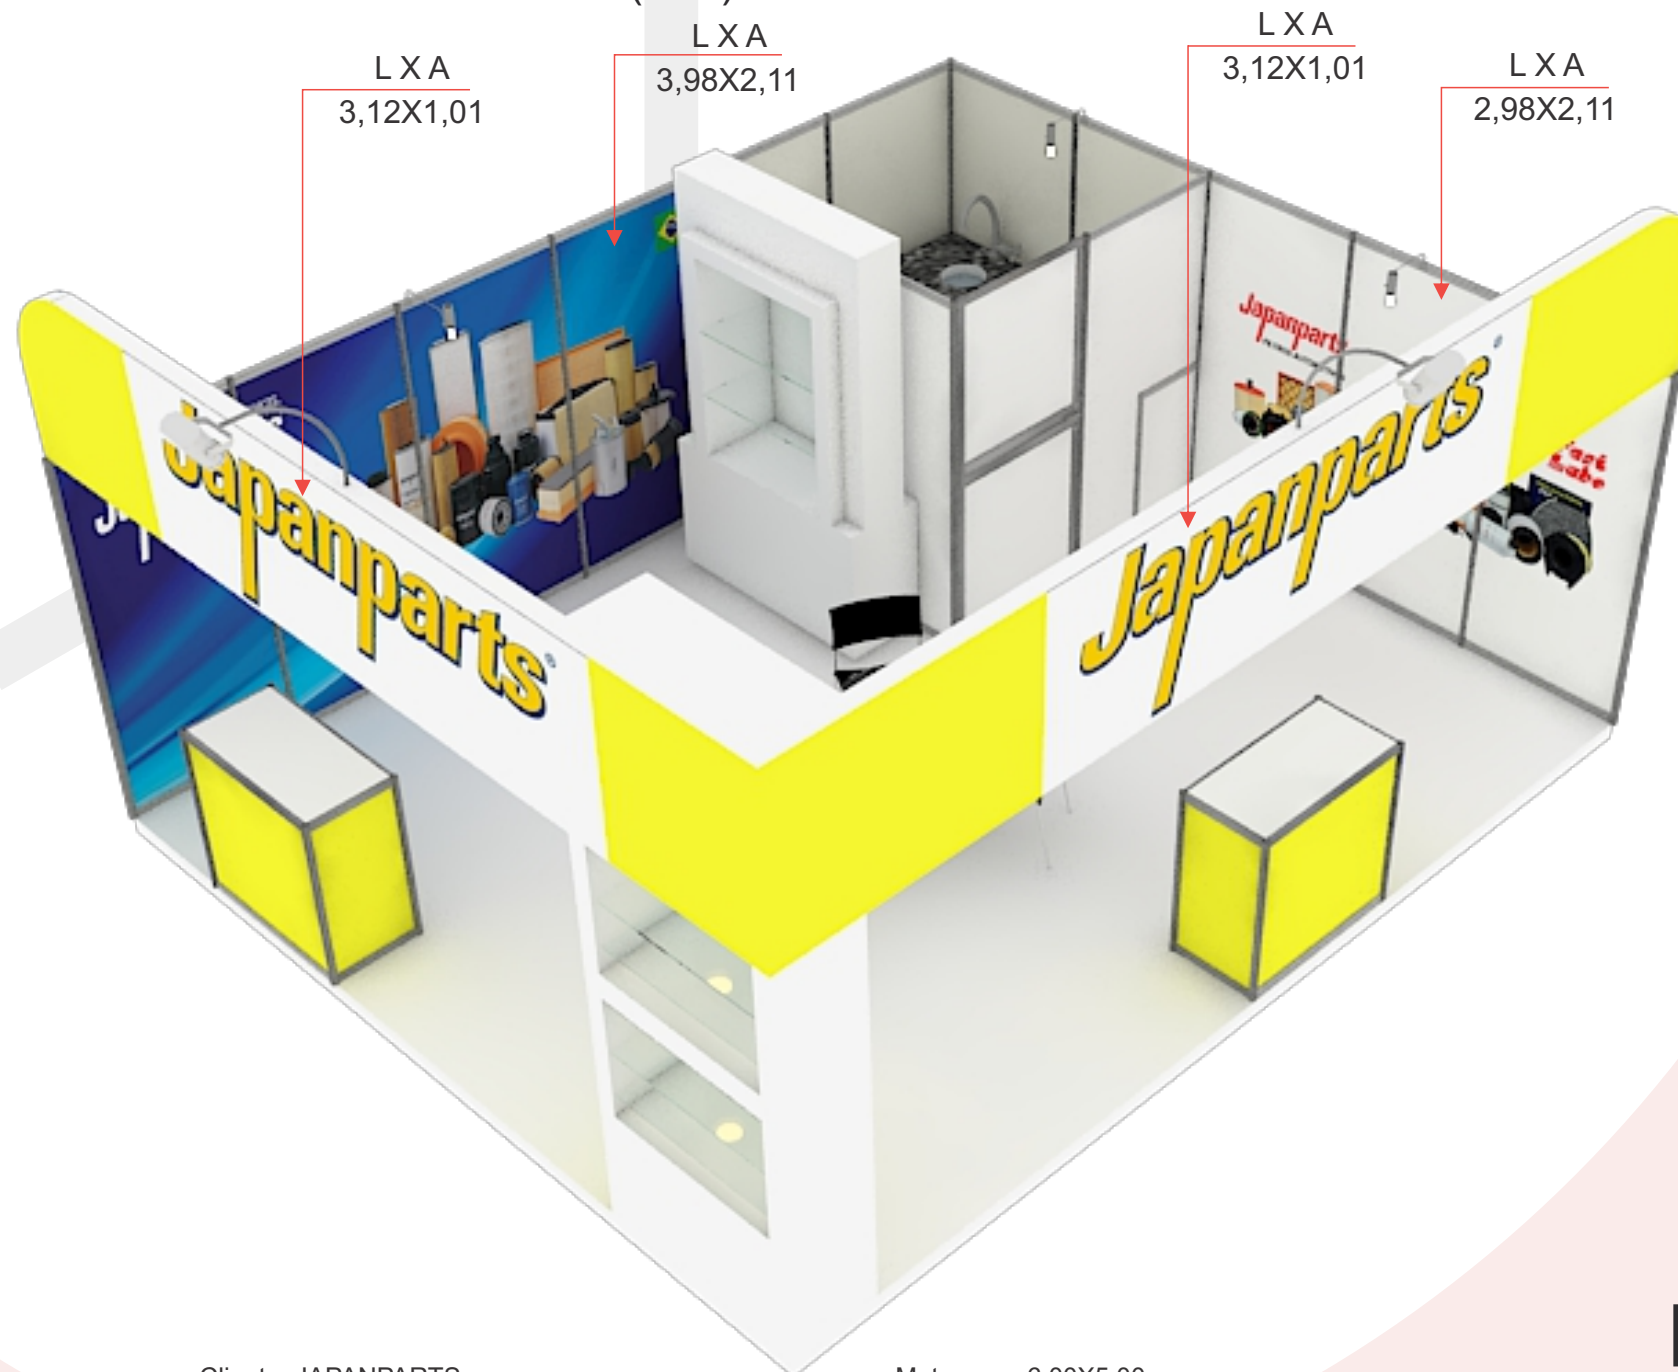 L X A
3,12X1,01
L X A
3,98X2,11
L X A
3,12X1,01
L X A
2,98X2,11
Japanparts
Japanparts®
Japanparts®